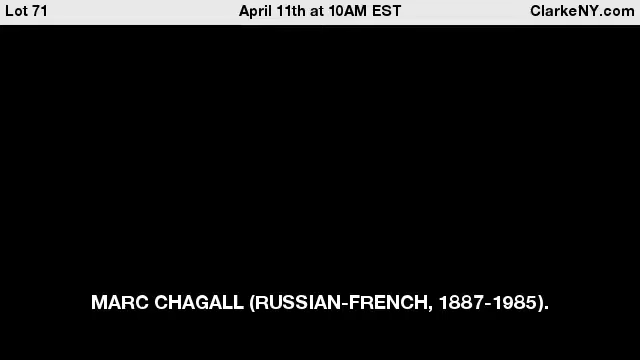 Lot 71 April 11th at 10AM EST ClarkeNY.com
MARC CHAGALL (RUSSIAN-FRENCH, 1887-1985).